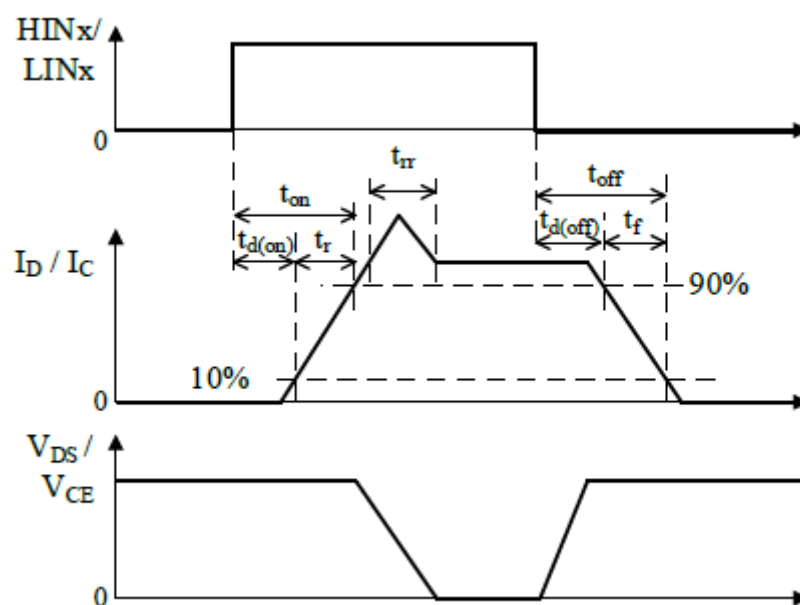 HINx/
LINx
0
t_rr
t_on
t_off
t_d(on)
t_r
t_d(off)
t_f
I_D / I_C
90%
10%
0
V_DS /
V_CE
0